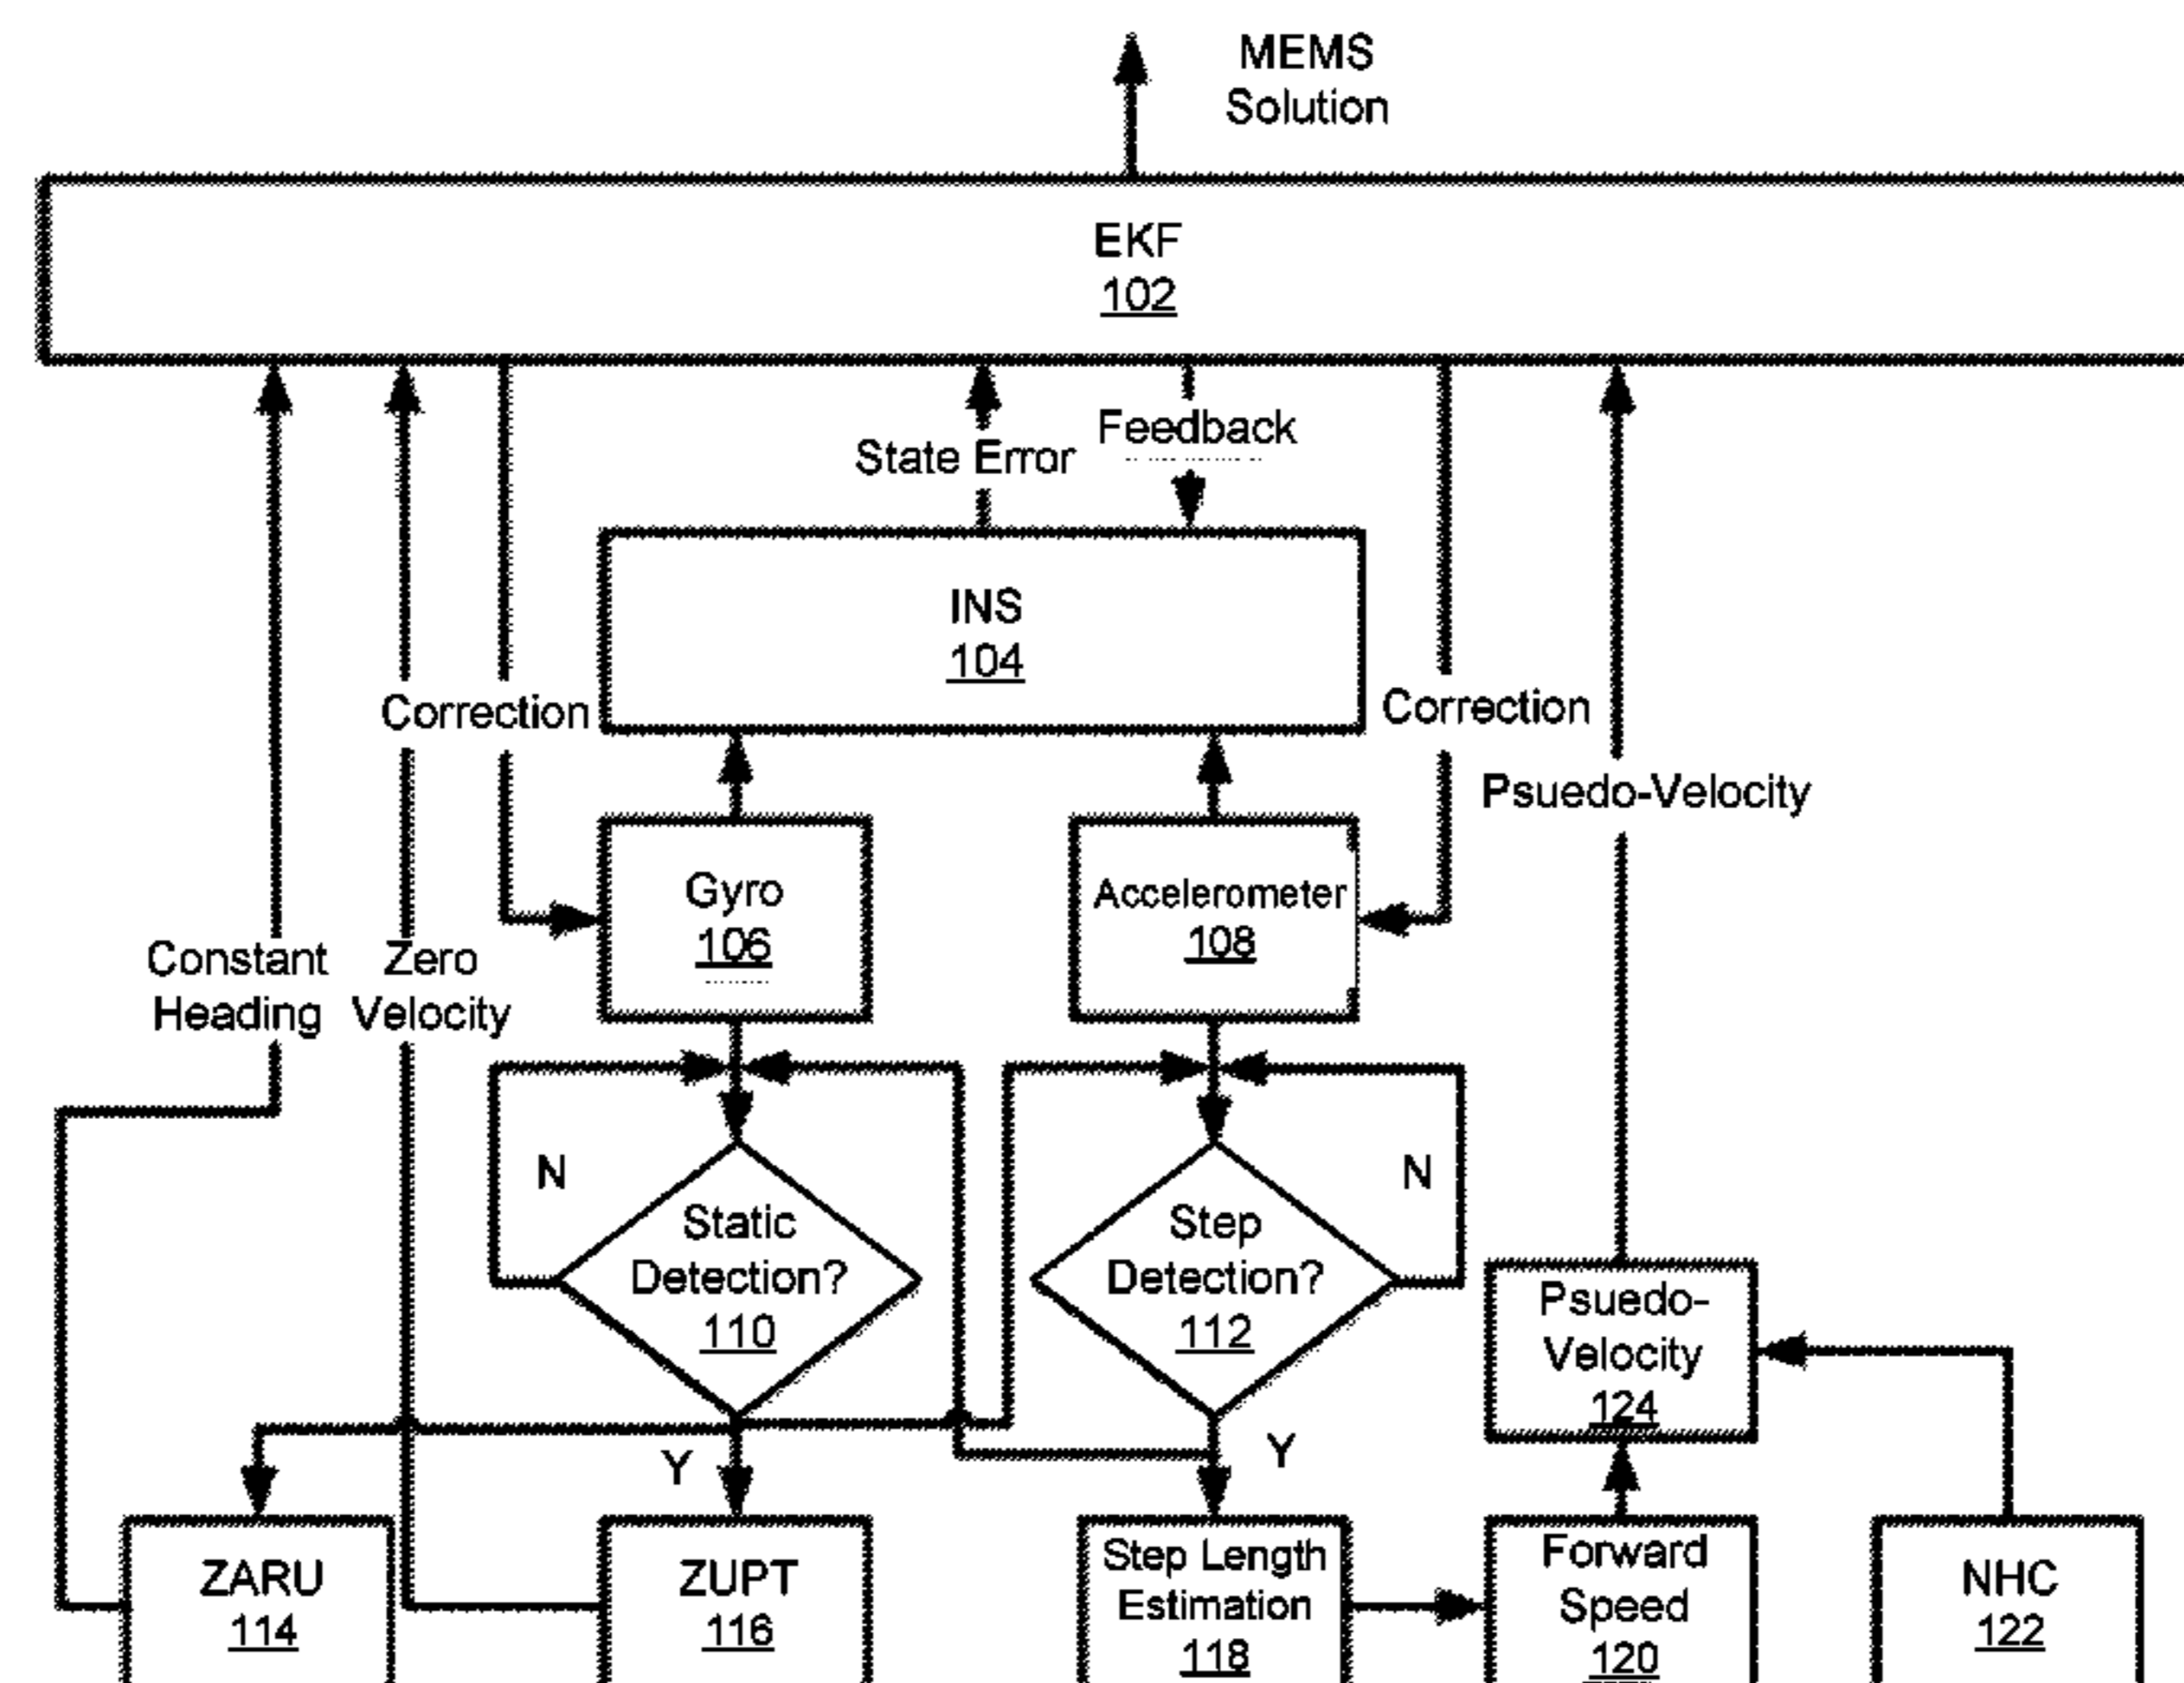 MEMS
Solution
EKF
102
State Error
Feedback
INS
104
Correction
Correction
Psuedo-Velocity
Gyro
106
Accelerometer
108
Constant
Heading
Zero
Velocity
N
Static
Detection?
110
Step
Detection?
112
N
Psuedo-
Velocity
124
Y
Y
ZARU
114
ZUPT
116
Step Length
Estimation
118
Forward
Speed
120
NHC
122